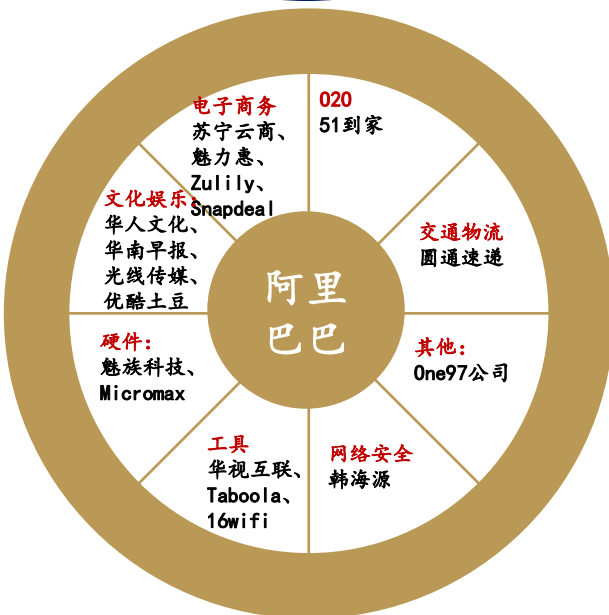 电子商务
苏宁云商、
魅力惠、
Zulily、
Snapdeal
O2O
51到家
文化娱乐：
华人文化、
华南早报、
光线传媒、
优酷土豆
交通物流
圆通速递
阿里
巴巴
硬件：
魅族科技、
Micromax
其他：
One97公司
工具
华视互联、
Taboola、
16wifi
网络安全
韩海源